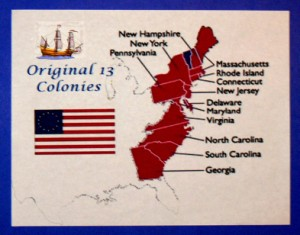 Original 13
Colonies
New Hampshire
New York
Pennsylvania
Massachusetts
Rhode Island
Connecticut
New Jersey
Delaware
Maryland
Virginia
North Carolina
South Carolina
Georgia